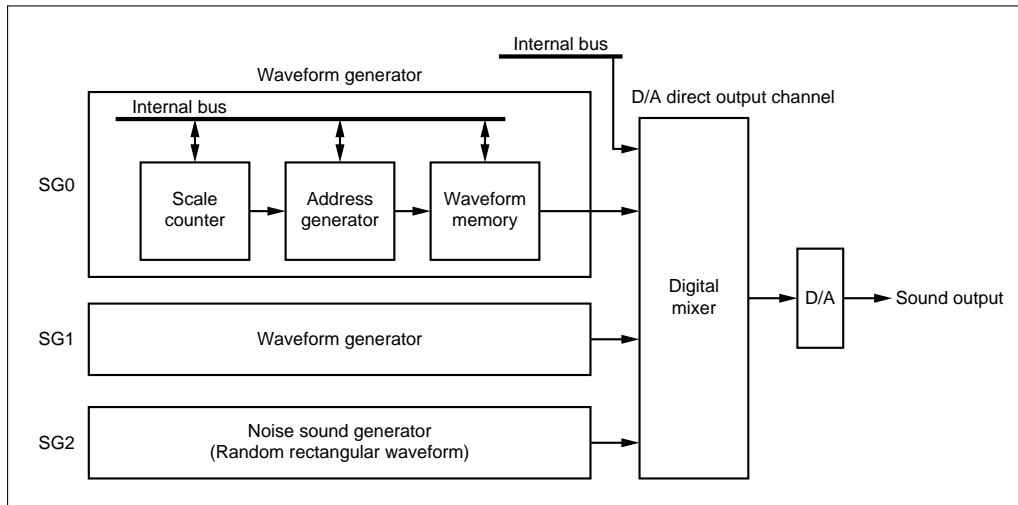 Internal bus
Waveform generator
D/A direct output channel
Internal bus
SG0
Scale
counter
Address
generator
Waveform
memory
Digital
mixer
D/A
Sound output
SG1
Waveform generator
SG2
Noise sound generator
(Random rectangular waveform)